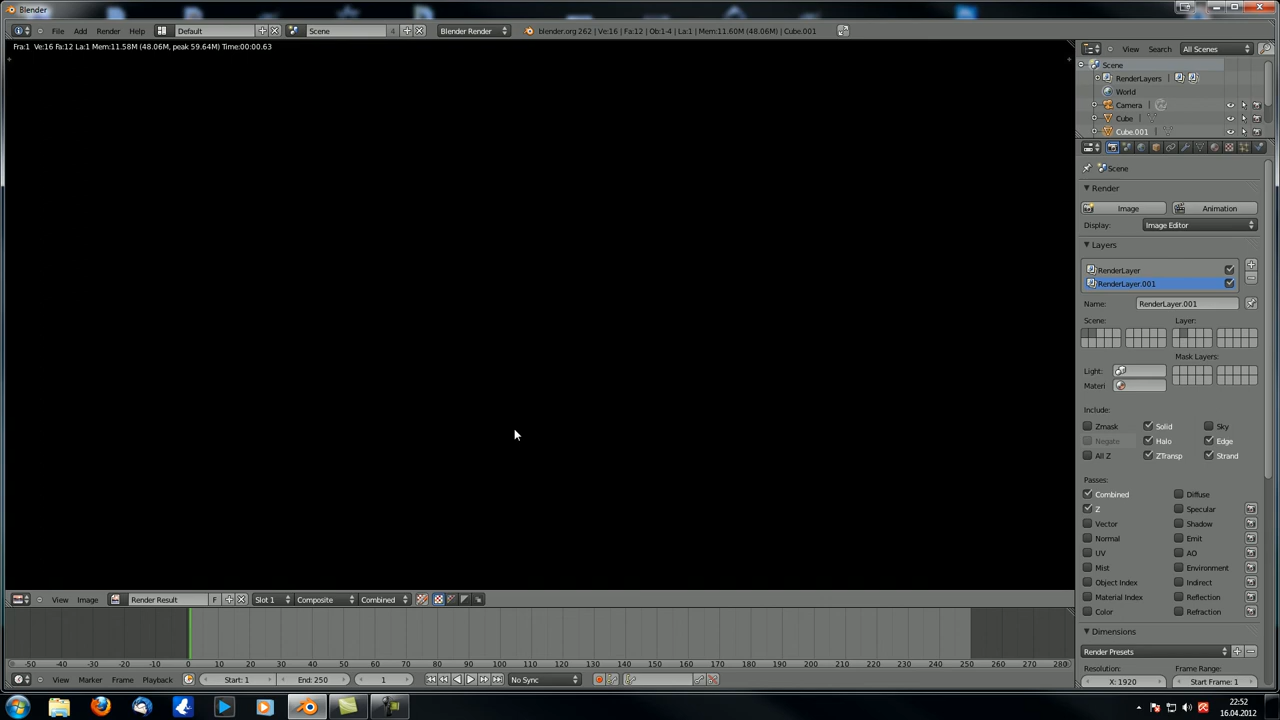 Blender
File Add Render Help Default Scene 4 Blender Render blender.org 262 | Ve:16 | Fa:12 | Ob:1-4 | La:1 | Mem:11.60M (48.06M) | Cube.001
Fra:1 Ve:16 Fa:12 La:1 Mem:11.58M (48.06M, peak 59.64M) Time:00:00.63
View Search All Scenes
Scene
RenderLayers
World
Camera
Cube
Cube.001
Scene
Render
Image Animation
Display: Image Editor
Layers
RenderLayer
RenderLayer.001
Name: RenderLayer.001
Scene: Layer:
Mask Layers:
Light:
Materi
Include:
Zmask Solid Sky
Negate Halo Edge
All Z ZTransp Strand
Passes:
Combined Diffuse
Z Specular
Vector Shadow
Normal Emit
UV AO
Mist Environment
Object Index Indirect
Material Index Reflection
Color Refraction
Dimensions
Render Presets
Resolution: Frame Range:
X: 1920 Start Frame: 1
View Image Render Result F Slot 1 Composite Combined
-50 -40 -30 -20 -10 0 10 20 30 40 50 60 70 80 90 100 110 120 130 140 150 160 170 180 190 200 210 220 230 240 250 260 270 280
View Marker Frame Playback Start: 1 End: 250 1 No Sync
22:52
16.04.2012